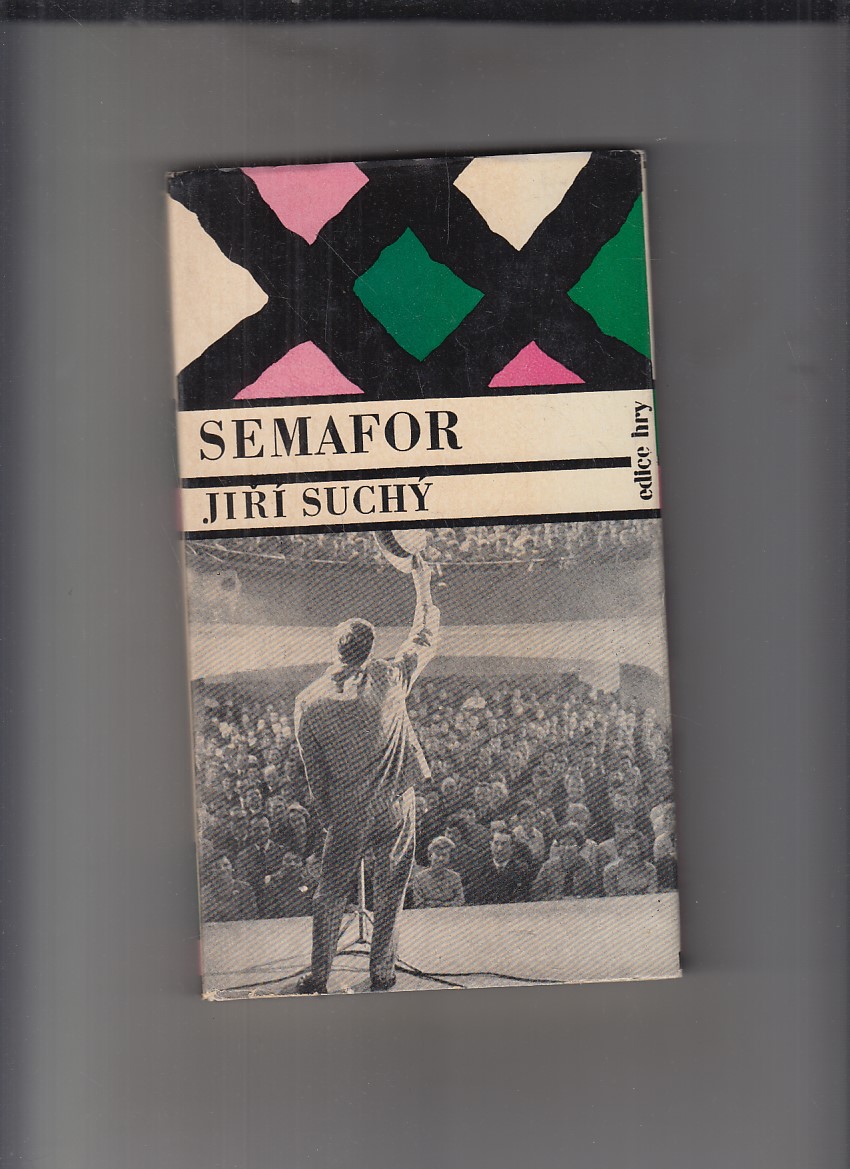 SEMAFOR
JIŘÍ SUCHÝ
edice hry